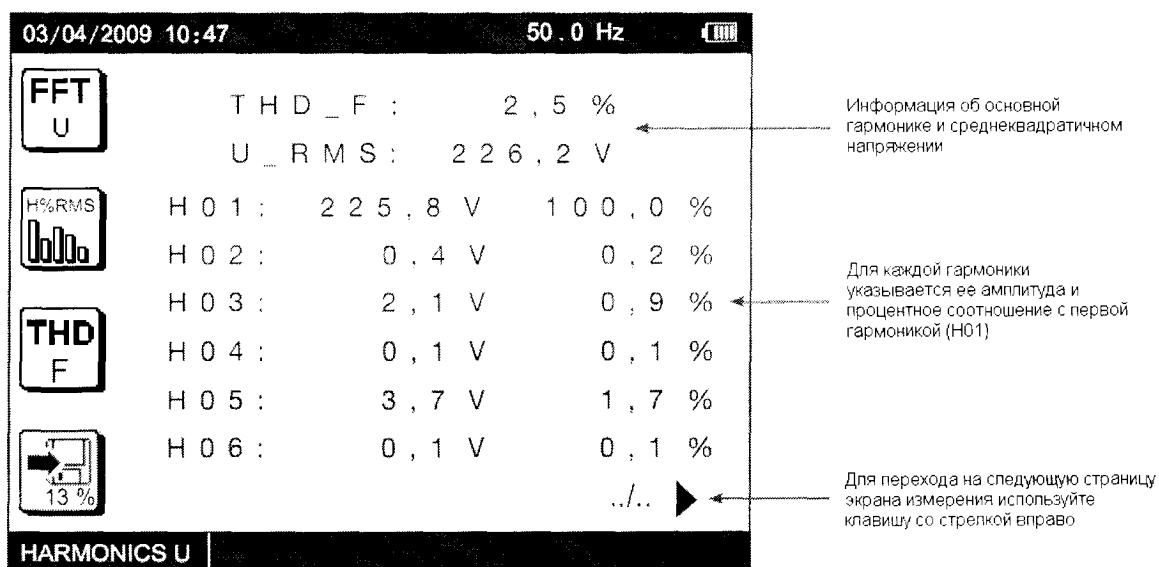 03/04/2009 10:47 50.0 Hz
FFT
U
THD_F: 2,5 %
U_RMS: 226,2 V
Информация об основной
гармонике и среднеквадратичном
напряжении
H%RMS
H01: 225,8 V 100,0 %
H02: 0,4 V 0,2 %
H03: 2,1 V 0,9 %
H04: 0,1 V 0,1 %
H05: 3,7 V 1,7 %
H06: 0,1 V 0,1 %
Для каждой гармоники
указывается ее амплитуда и
процентное соотношение с первой
гармоникой (H01)
THD
F
13 %
../..
Для перехода на следующую страницу
экрана измерения используйте
клавишу со стрелкой вправо
HARMONICS U